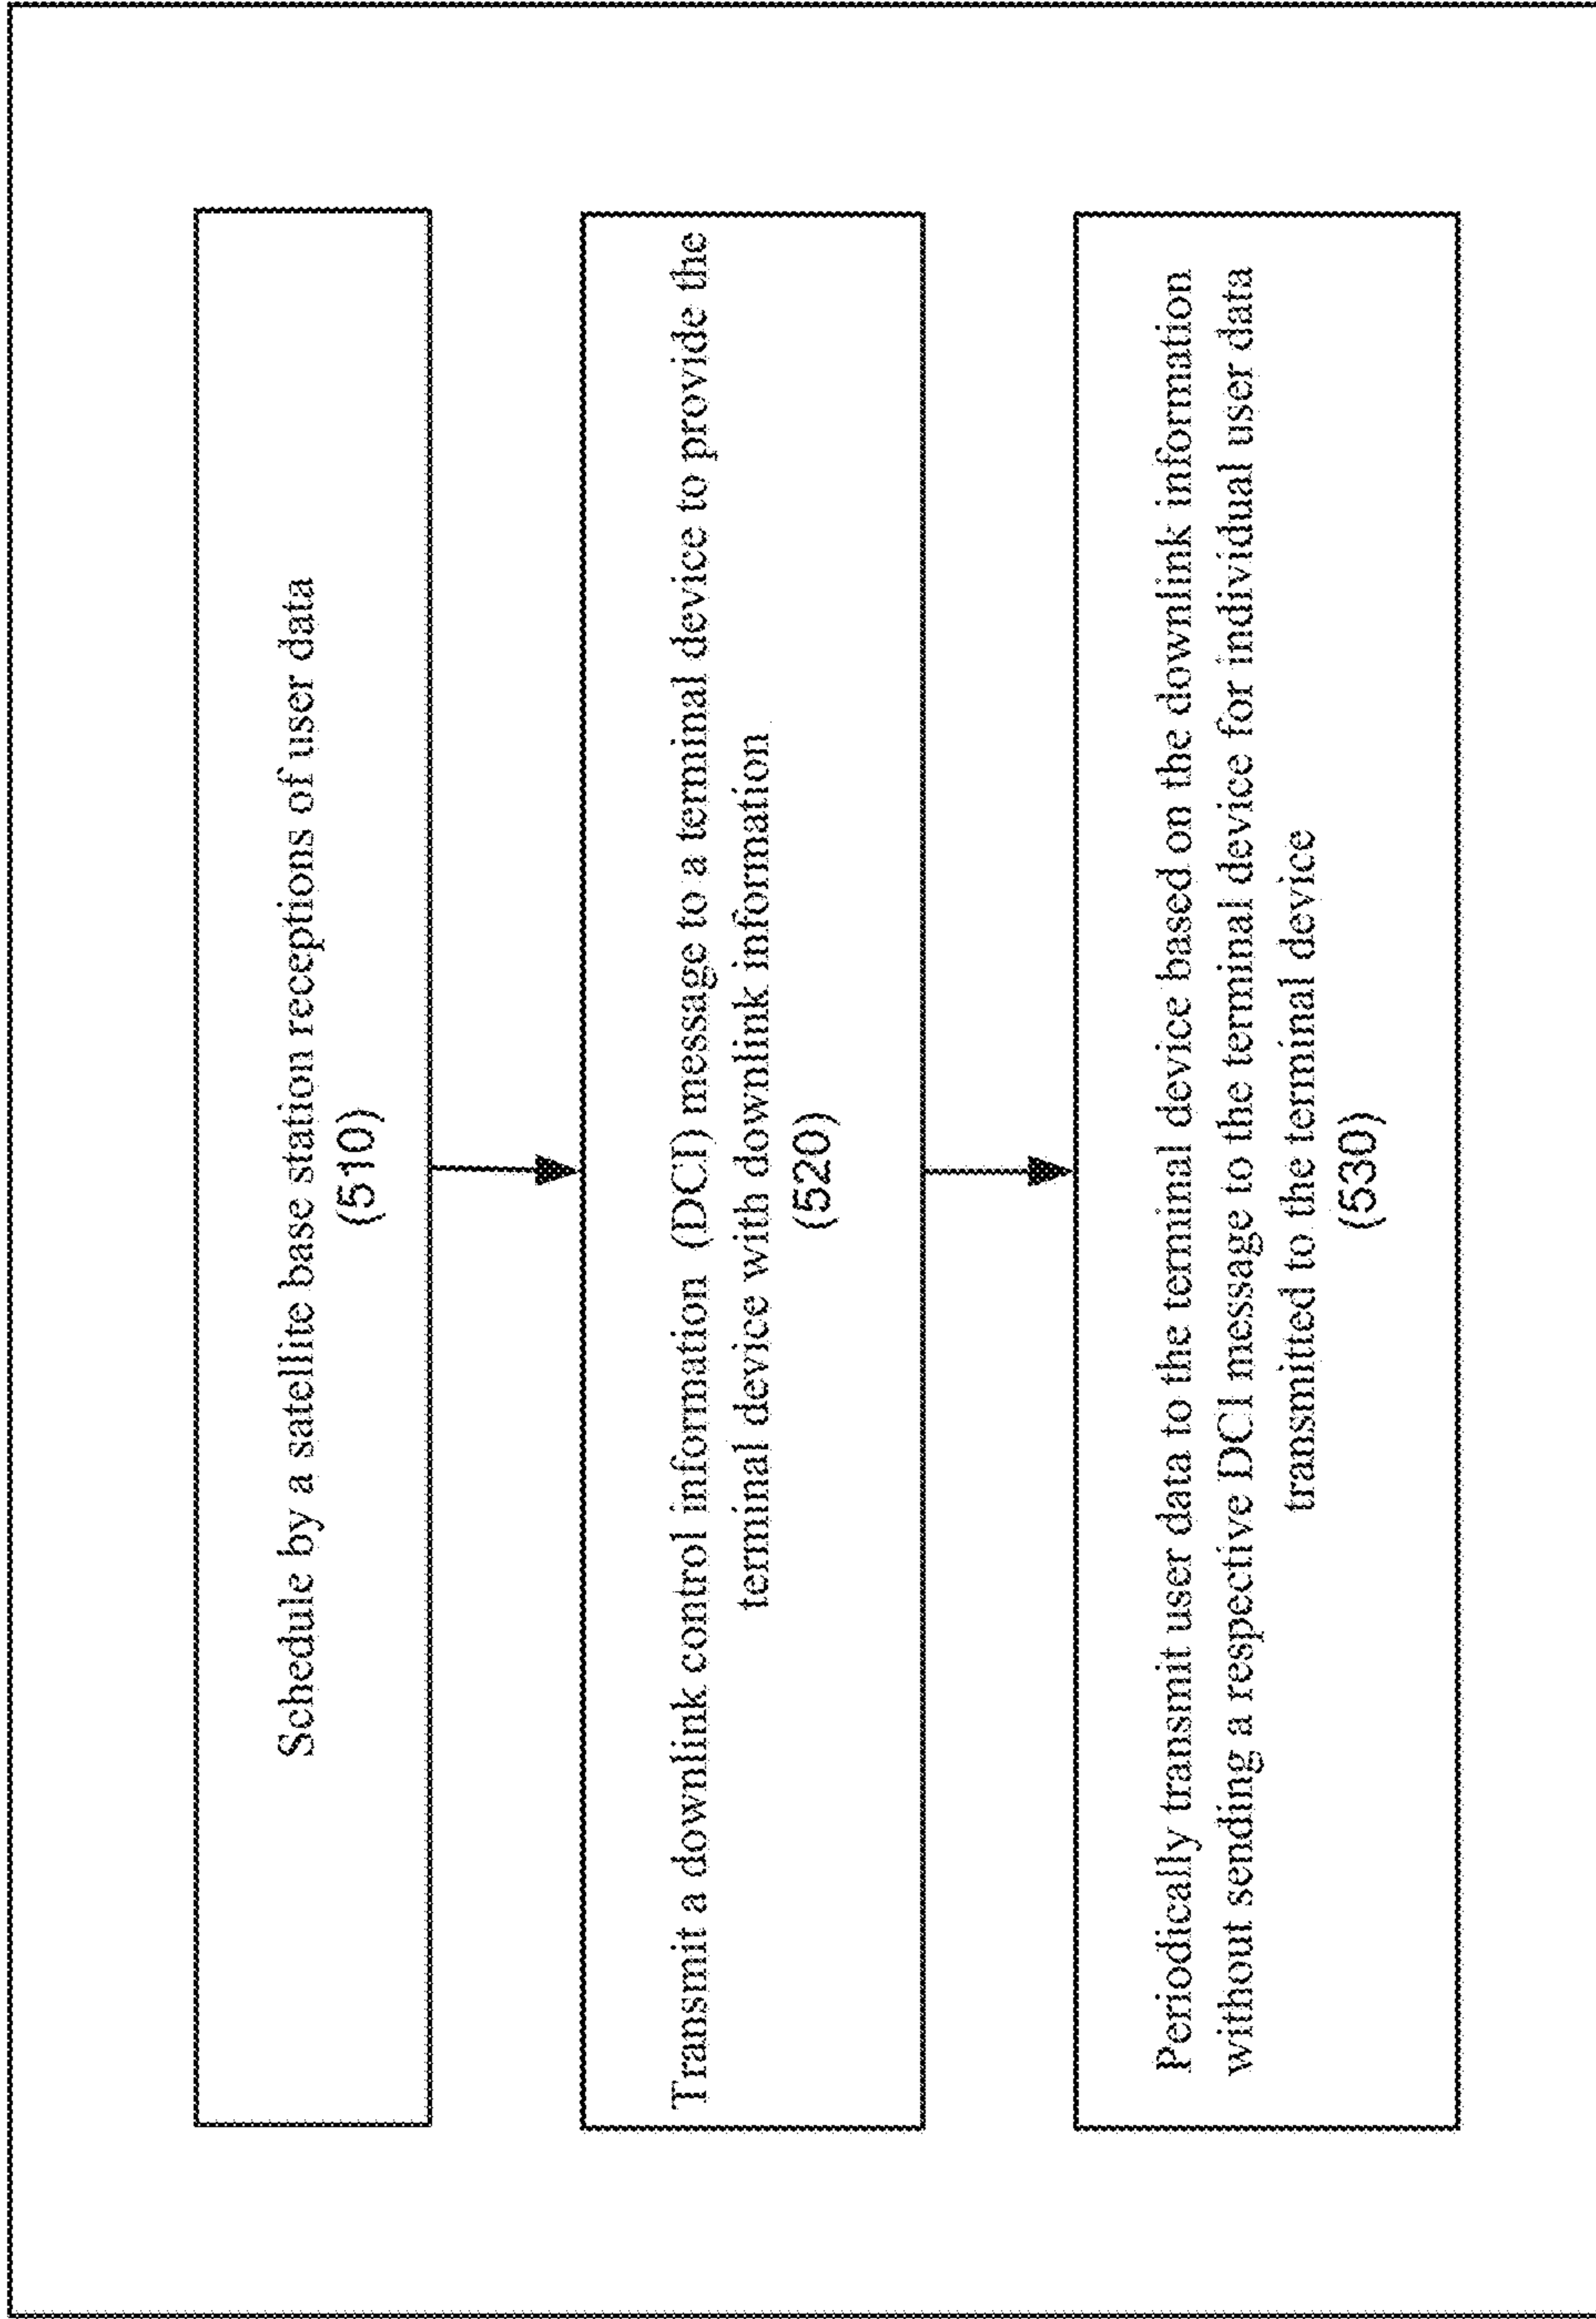 Schedule by a satellite base station receptions of user data
(510)
Transmit a downlink control information (DCI) message to a terminal device to provide the
terminal device with downlink information
(520)
Periodically transmit user data to the terminal device based on the downlink information
without sending a respective DCI message to the terminal device for individual user data
transmitted to the terminal device
(530)